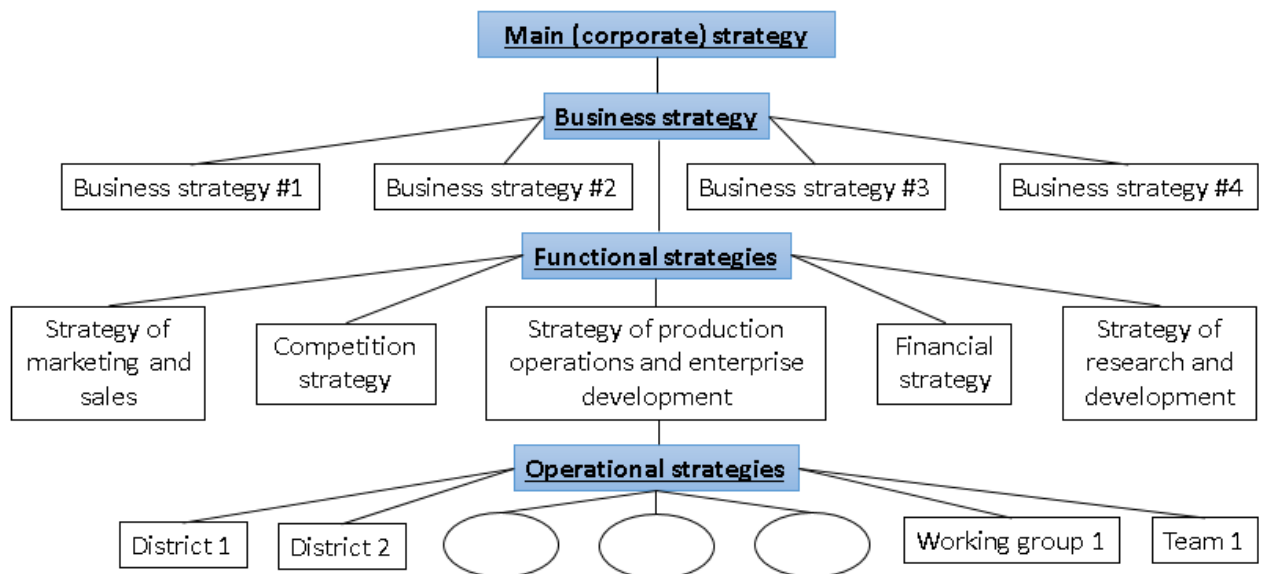 Main (corporate) strategy
Business strategy
Business strategy #1
Business strategy #2
Business strategy #3
Business strategy #4
Functional strategies
Strategy of
marketing and
sales
Competition
strategy
Strategy of production
operations and enterprise
development
Financial
strategy
Strategy of
research and
development
Operational strategies
District 1
District 2
Working group 1
Team 1